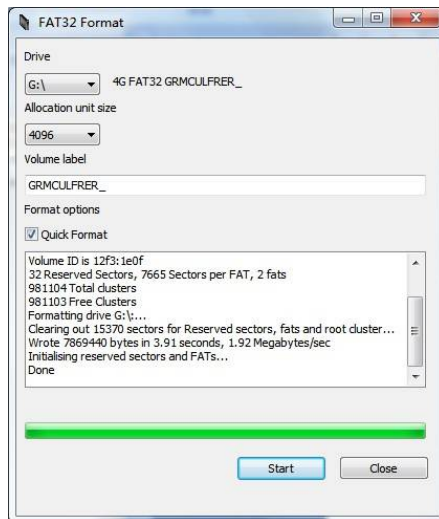 FAT32 Format
Drive
G:\ 4G FAT32 GRMCULFRER_
Allocation unit size
4096
Volume label
GRMCULFRER_
Format options
Quick Format
Volume ID is 12f3:1e0f
32 Reserved Sectors, 7665 Sectors per FAT, 2 fats
981104 Total clusters
981103 Free Clusters
Formatting drive G:\:...
Clearing out 15370 sectors for Reserved sectors, fats and root cluster...
Wrote 7869440 bytes in 3.91 seconds, 1.92 Megabytes/sec
Initialising reserved sectors and FATs...
Done
Start Close